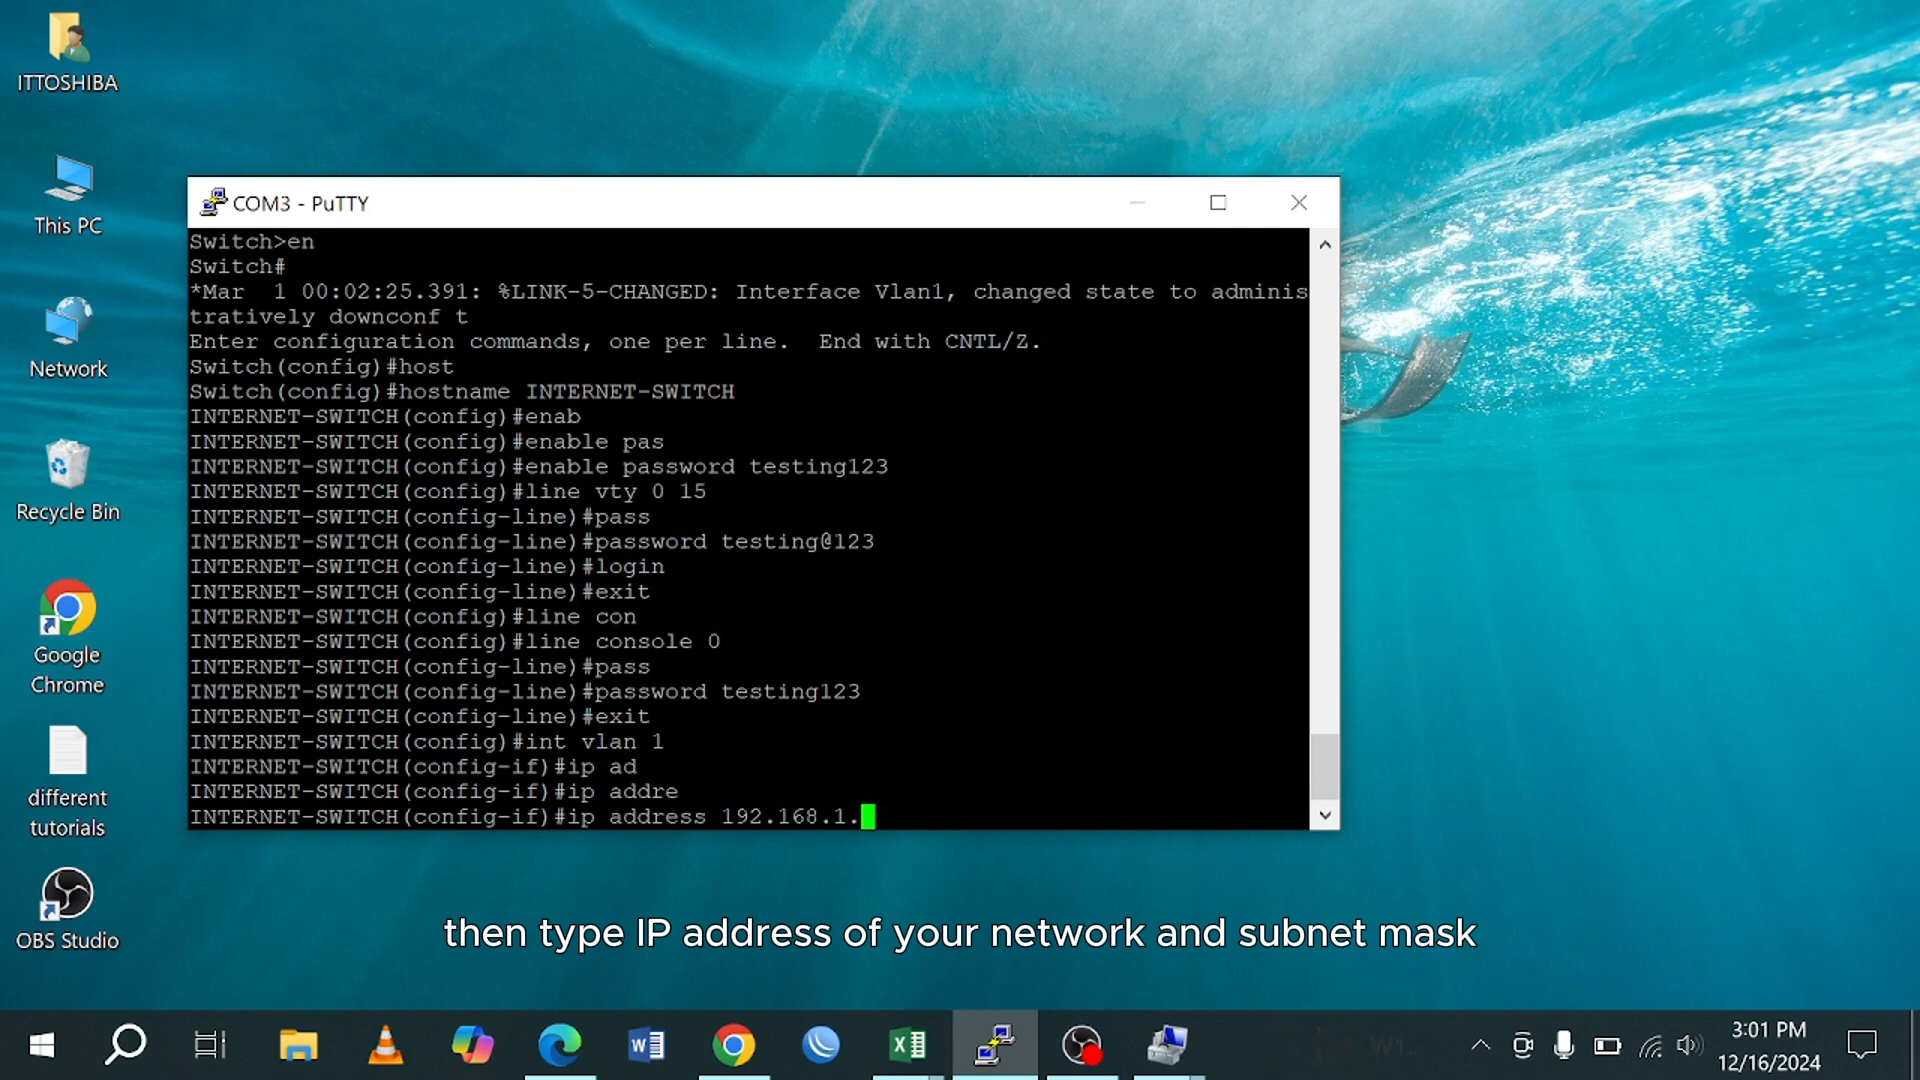 ITTOSHIBA
This PC
Network
Recycle Bin
Google
Chrome
different
tutorials
OBS Studio
COM3 - PuTTY
Switch>en
Switch#
*Mar  1 00:02:25.391: %LINK-5-CHANGED: Interface Vlan1, changed state to adminis
tratively downconf t
Enter configuration commands, one per line.  End with CNTL/Z.
Switch(config)#host
Switch(config)#hostname INTERNET-SWITCH
INTERNET-SWITCH(config)#enab
INTERNET-SWITCH(config)#enable pas
INTERNET-SWITCH(config)#enable password testing123
INTERNET-SWITCH(config)#line vty 0 15
INTERNET-SWITCH(config-line)#pass
INTERNET-SWITCH(config-line)#password testing@123
INTERNET-SWITCH(config-line)#login
INTERNET-SWITCH(config-line)#exit
INTERNET-SWITCH(config)#line con
INTERNET-SWITCH(config)#line console 0
INTERNET-SWITCH(config-line)#pass
INTERNET-SWITCH(config-line)#password testing123
INTERNET-SWITCH(config-line)#exit
INTERNET-SWITCH(config)#int vlan 1
INTERNET-SWITCH(config-if)#ip ad
INTERNET-SWITCH(config-if)#ip addre
INTERNET-SWITCH(config-if)#ip address 192.168.1.
then type IP address of your network and subnet mask
3:01 PM
12/16/2024